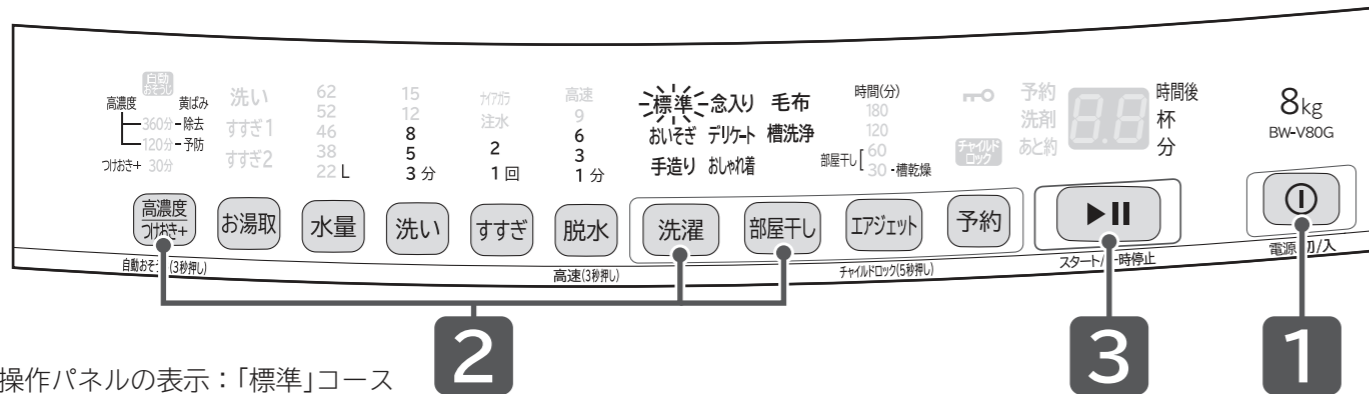 自動
おそうじ
高濃度 黄ばみ
360分 - 除去
120分 - 予防
つけおき+ 30分
洗い
すすぎ1
すすぎ2
62
52
46
38
22 L
15
12
8
5
3 分
ナイアガラ
注水
2
1 回
高速
9
6
3
1 分
標準 念入り 毛布
おいそぎ デリケート 槽洗浄
手造り おしゃれ着
時間(分)
180
120
部屋干し 60
30 - 槽乾燥
チャイルド
ロック
予約
洗剤
あと約
8.8
時間後
杯
分
8kg
BW-V80G
高濃度
つけおき+
お湯取
水量
洗い
すすぎ
脱水
洗濯
部屋干し
エアジェット
予約
自動おそうじ(3秒押し)
高速(3秒押し)
チャイルドロック(5秒押し)
スタート/一時停止
電源 切/入
2
3
1
操作パネルの表示:「標準」コース